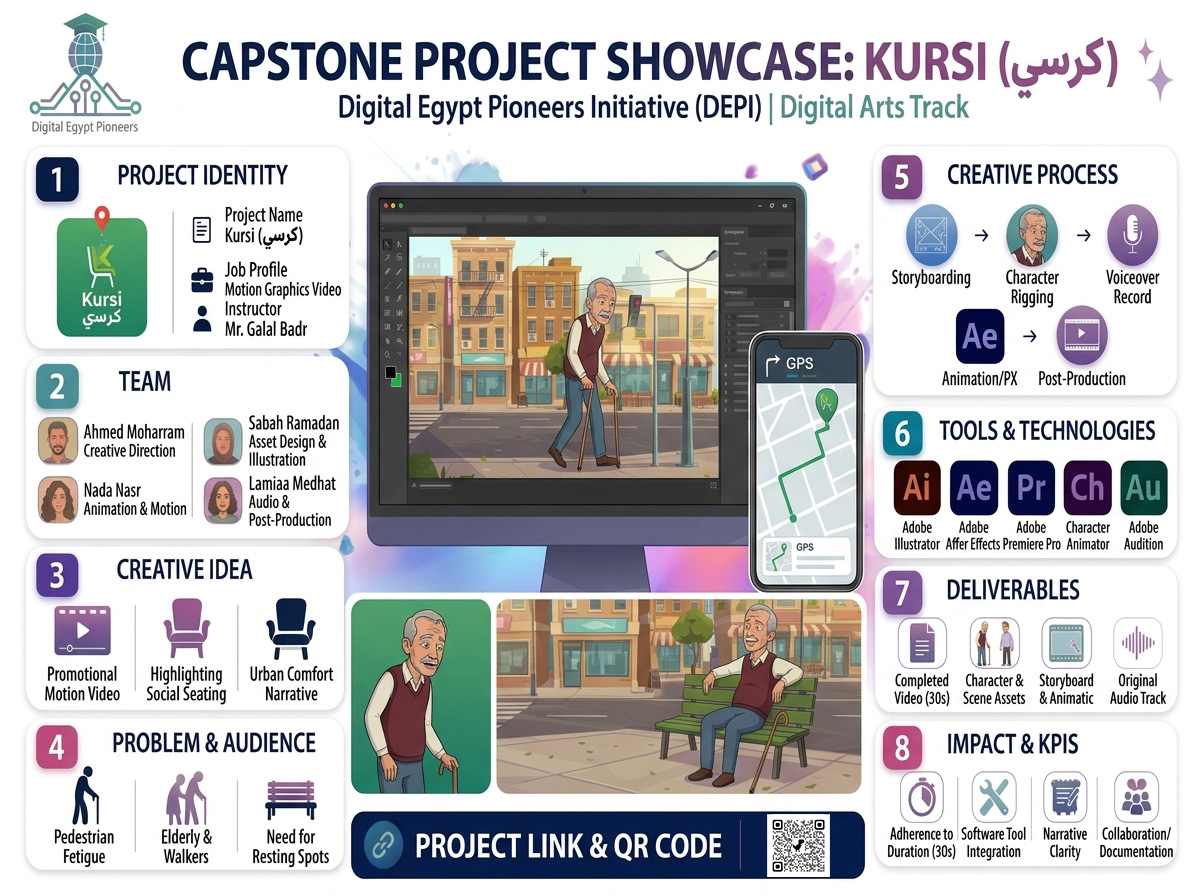 CAPSTONE PROJECT SHOWCASE: KURSI (كرسي)
Digital Egypt Pioneers Initiative (DEPI) | Digital Arts Track
Digital Egypt Pioneers
1
PROJECT IDENTITY
Kursi
كرسي
Project Name
Kursi (كرسي)
Job Profile
Motion Graphics Video
Instructor
Mr. Galal Badr
2
TEAM
Ahmed Moharram
Creative Direction
Sabah Ramadan
Asset Design &
Illustration
Nada Nasr
Animation & Motion
Lamiaa Medhat
Audio &
Post-Production
3
CREATIVE IDEA
Promotional
Motion Video
Highlighting
Social Seating
Urban Comfort
Narrative
4
PROBLEM & AUDIENCE
Pedestrian
Fatigue
Elderly &
Walkers
Need for
Resting Spots
GPS
GPS
PROJECT LINK & QR CODE
5
CREATIVE PROCESS
Storyboarding
Character
Rigging
Voiceover
Record
Ae
Animation/PX
Post-Production
6
TOOLS & TECHNOLOGIES
Ai
Ae
Pr
Ch
Au
Adobe
Illustrator
Adabe
Affer Effects
Adobe
Premiere Pro
Character
Animator
Adobe
Audition
7
DELIVERABLES
Completed
Video (30s)
Character &
Scene Assets
Storyboard
& Animatic
Original
Audio Track
8
IMPACT & KPIS
Adherence to
Duration (30s)
Software Tool
Integration
Narrative
Clarity
Collaboration/
Documentation